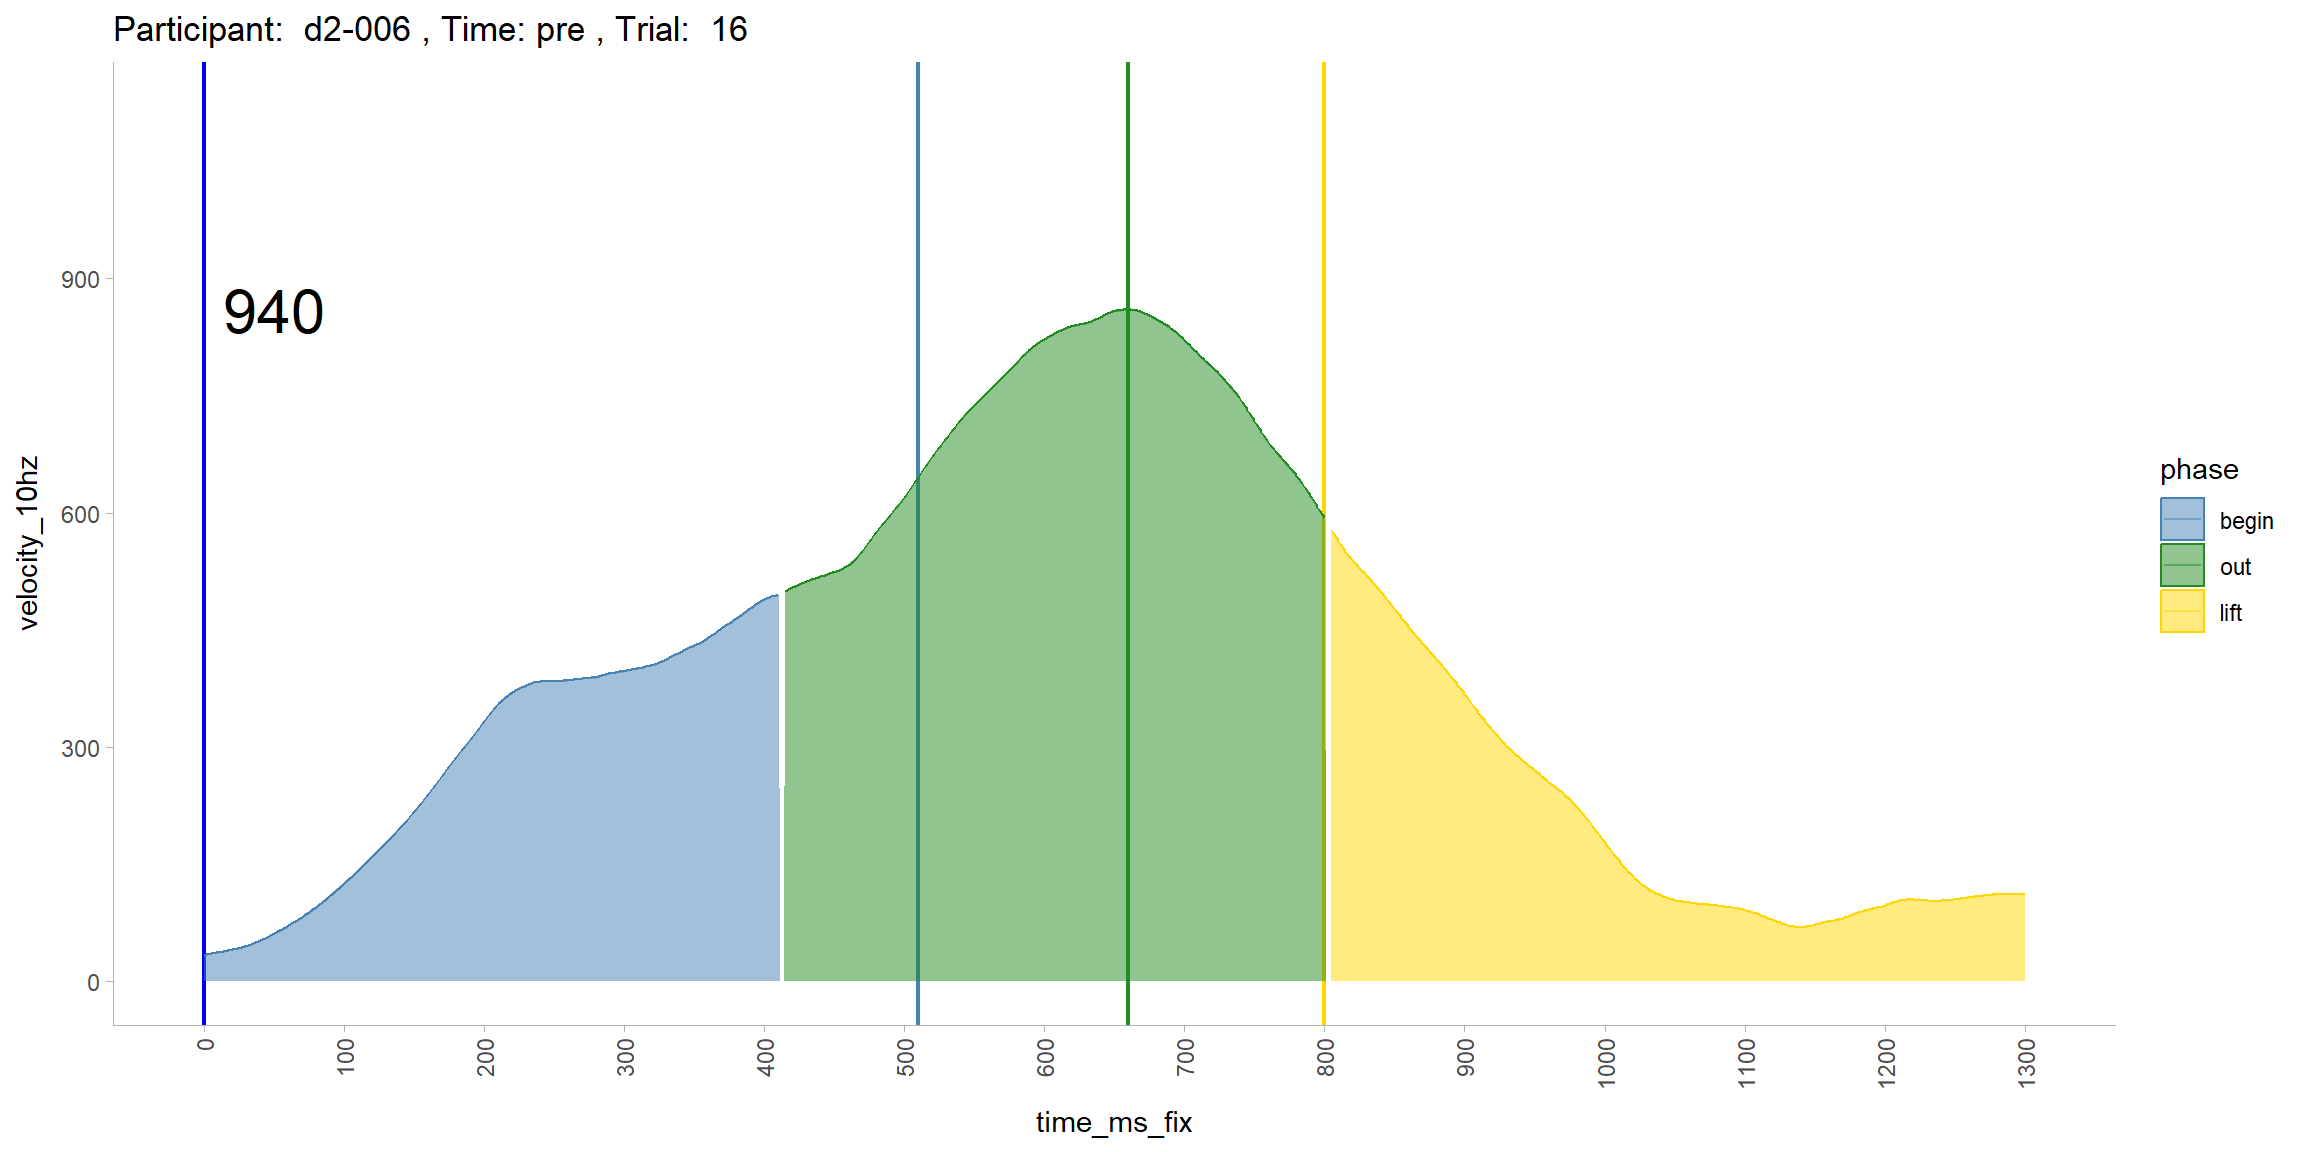 Participant:  d2-006 , Time: pre , Trial:  16
940
900
600
300
0
velocity_10hz
0 100 200 300 400 500 600 700 800 900 1000 1100 1200 1300
time_ms_fix
phase
begin
out
lift